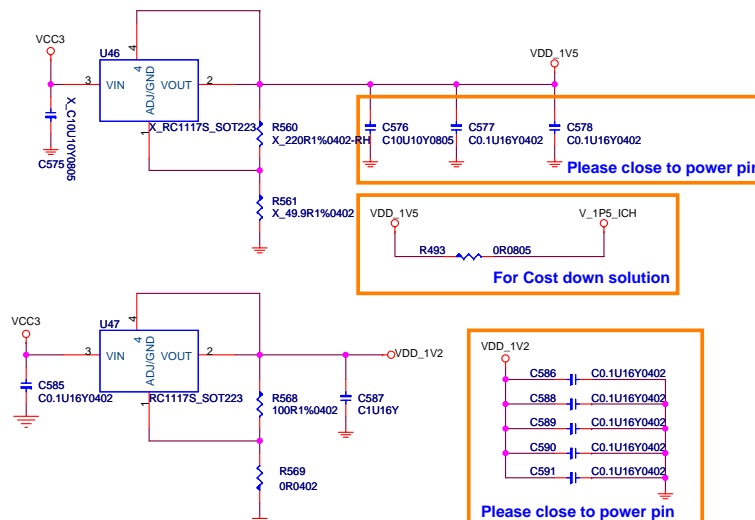 VCC3
U46
4
4
3
VIN
VOUT
2
ADJ/GND
1
X_RC1117S_SOT223
X_C10U10Y0805
C575
R560
X_220R1%0402-RH
R561
X_49.9R1%0402
VDD_1V5
C576
C10U10Y0805
C577
C0.1U16Y0402
C578
C0.1U16Y0402
Please close to power pin
VDD_1V5
V_1P5_ICH
R493
0R0805
For Cost down solution
VCC3
U47
4
4
3
VIN
VOUT
2
ADJ/GND
1
RC1117S_SOT223
C585
C0.1U16Y0402
R568
100R1%0402
R569
0R0402
C587
C1U16Y
VDD_1V2
VDD_1V2
C586 C0.1U16Y0402
C588 C0.1U16Y0402
C589 C0.1U16Y0402
C590 C0.1U16Y0402
C591 C0.1U16Y0402
Please close to power pin